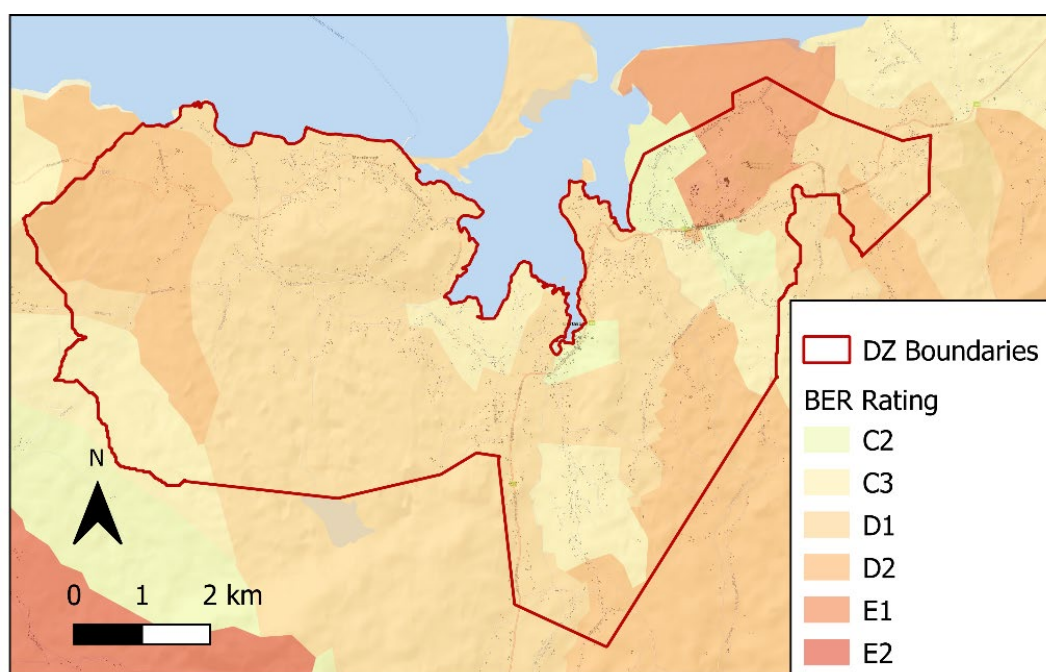 N
0 1 2 km
DZ Boundaries
BER Rating
C2
C3
D1
D2
E1
E2